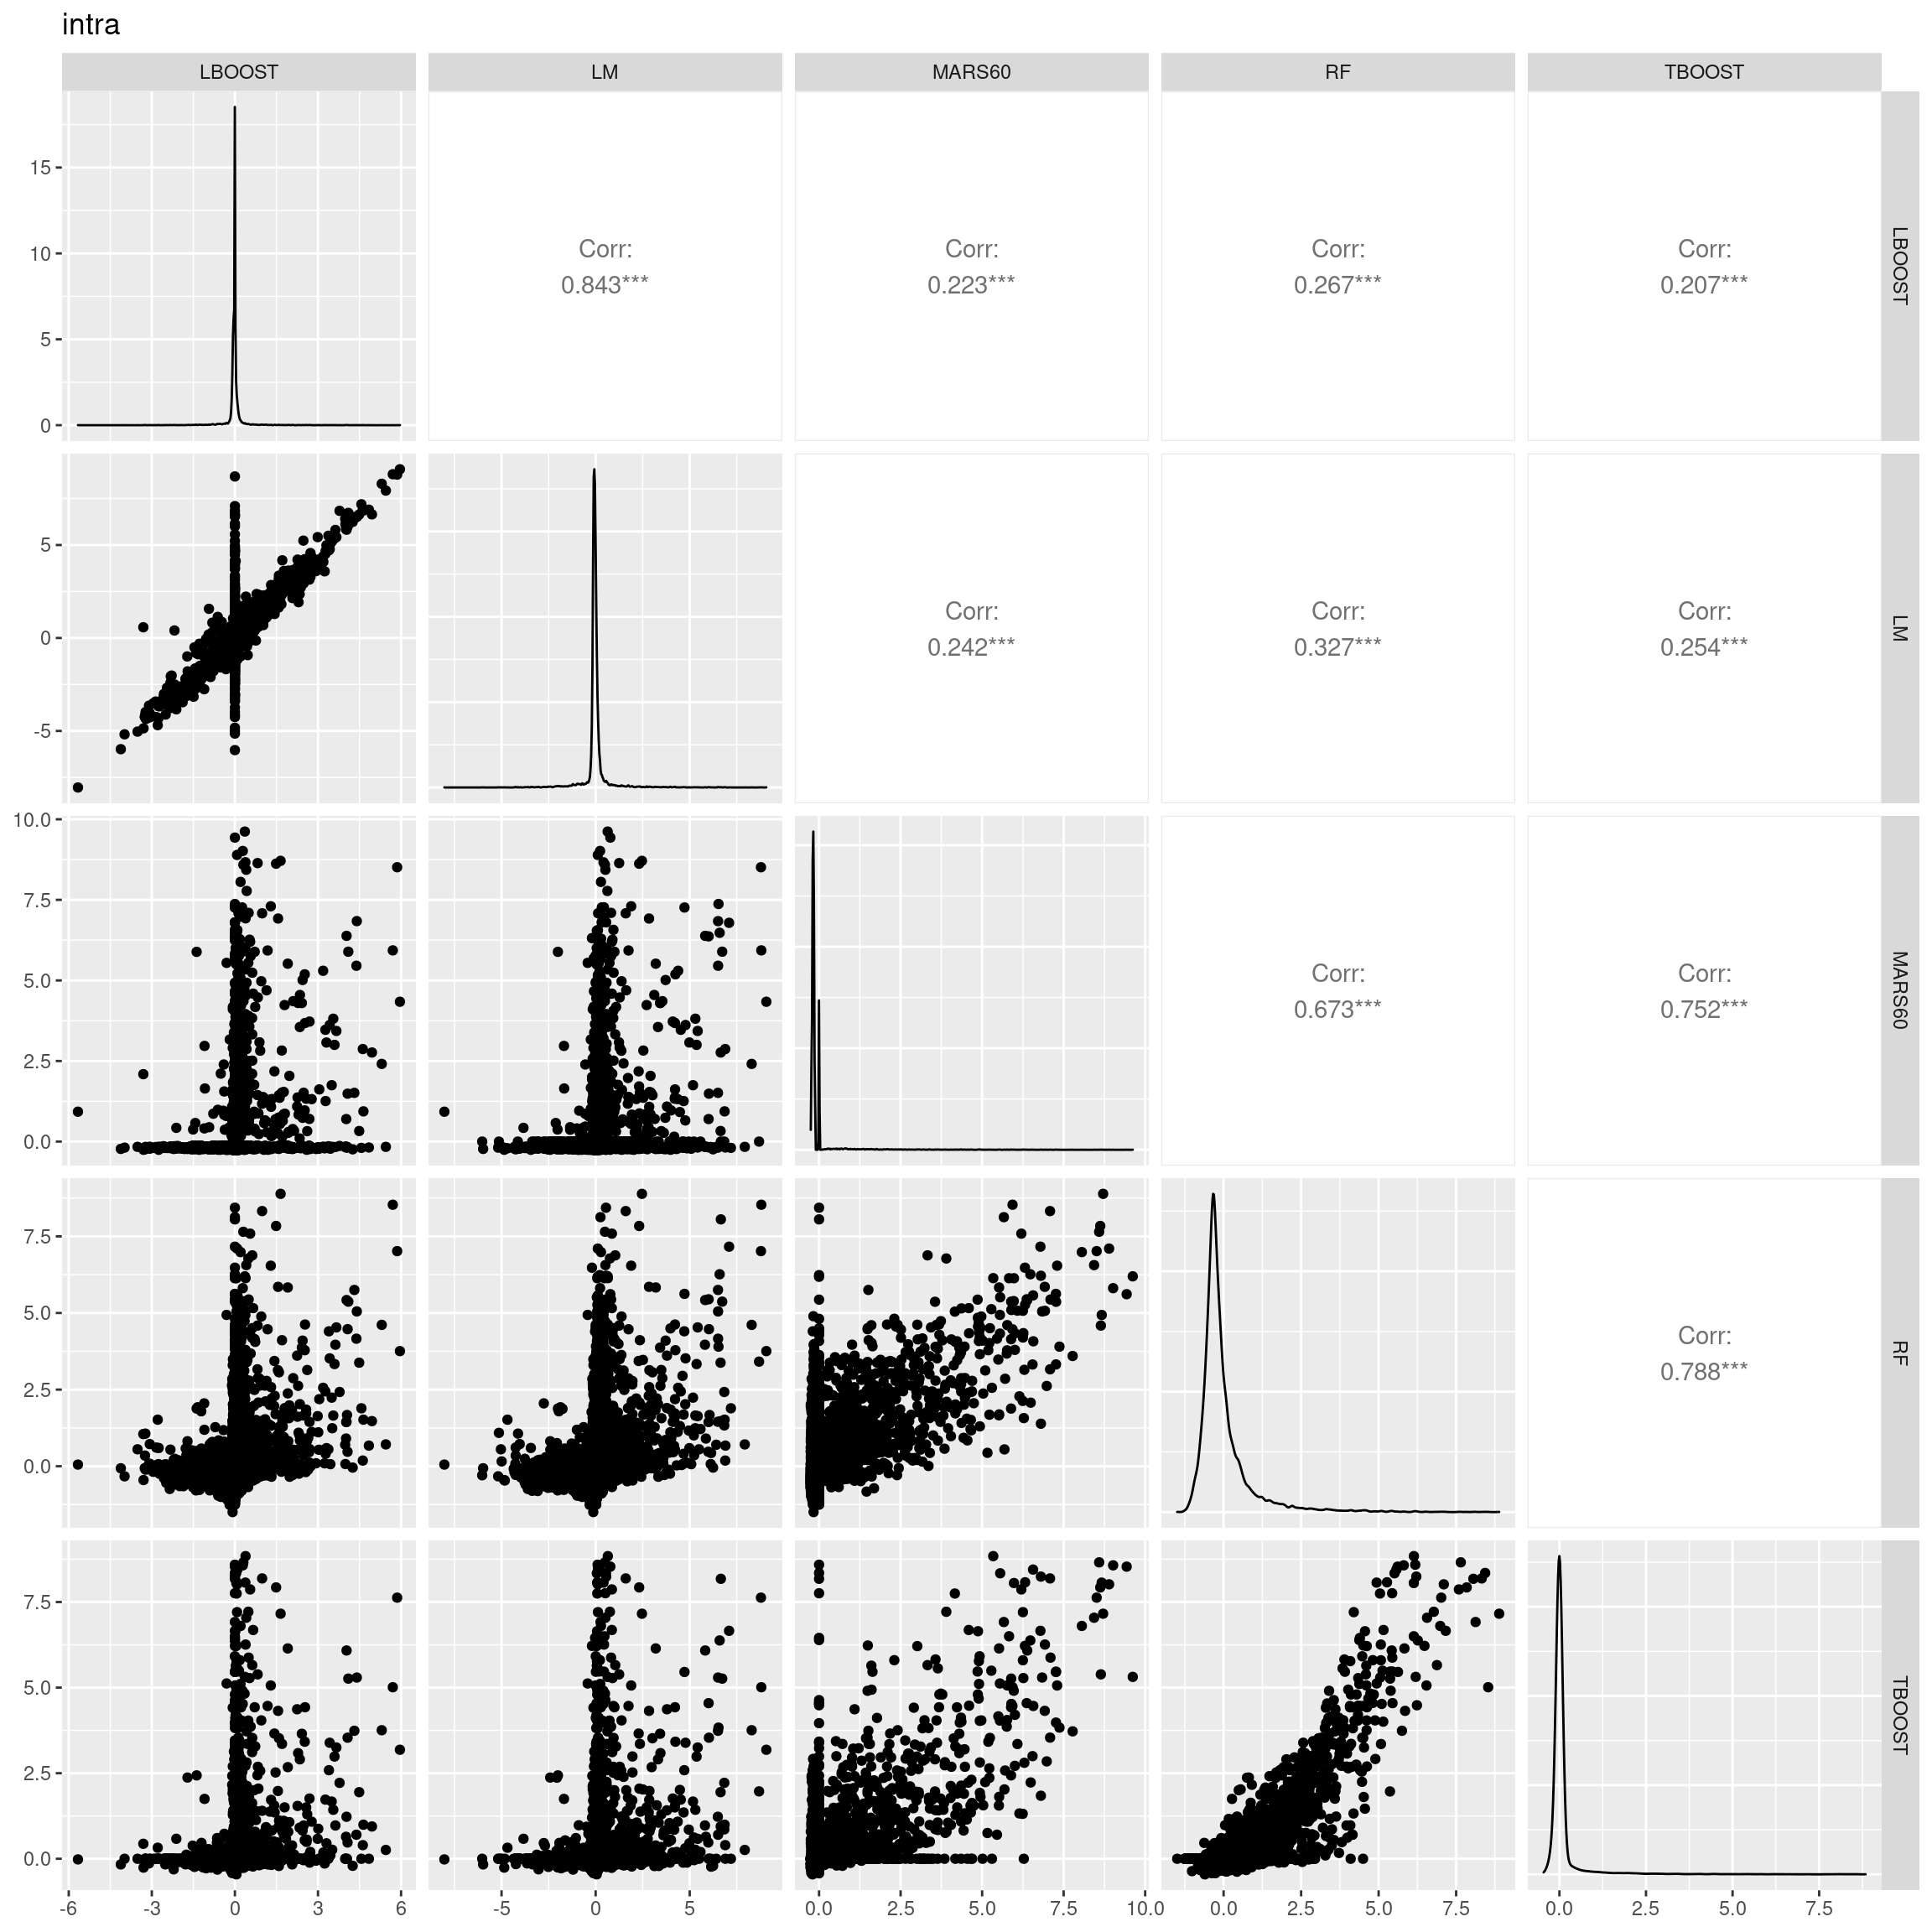 intra
LBOOST LM MARS60 RF TBOOST
15
10
5
0
LBOOST
Corr:
0.843***
Corr:
0.223***
Corr:
0.267***
Corr:
0.207***
5
0
-5
LM
Corr:
0.242***
Corr:
0.327***
Corr:
0.254***
10.0
7.5
5.0
2.5
0.0
MARS60
Corr:
0.673***
Corr:
0.752***
7.5
5.0
2.5
0.0
RF
Corr:
0.788***
7.5
5.0
2.5
0.0
TBOOST
-6 -3 0 3 6 -5 0 5 0.0 2.5 5.0 7.5 10.0 0.0 2.5 5.0 7.5 0.0 2.5 5.0 7.5